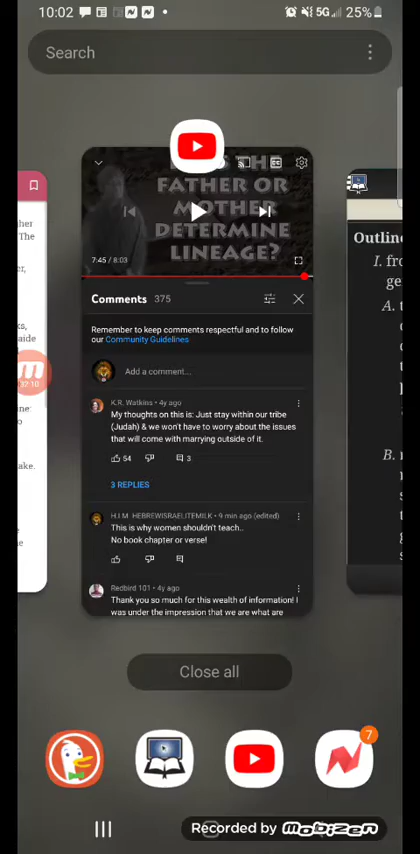 10:02
5G
25%
Search
THE
FATHER OR
MOTHER
DETERMINE
LINEAGE?
CC
7:45 / 8:03
Comments 375
Remember to keep comments respectful and to follow
our Community Guidelines
Add a comment...
K.R. Watkins • 4y ago
My thoughts on this is: Just stay within our tribe
(Judah) & we won't have to worry about the issues
that will come with marrying outside of it.
54
3
3 REPLIES
H.I.M HEBREWISRAELITEMILK • 9 min ago (edited)
This is why women shouldn't teach..
No book chapter or verse!
Redbird 101 • 4y ago
Thank you so much for this wealth of information! I
was under the impression that we are what are
The
ake.
Outline
I. fro
ge
A.
B.
Close all
7
Recorded by mobizen